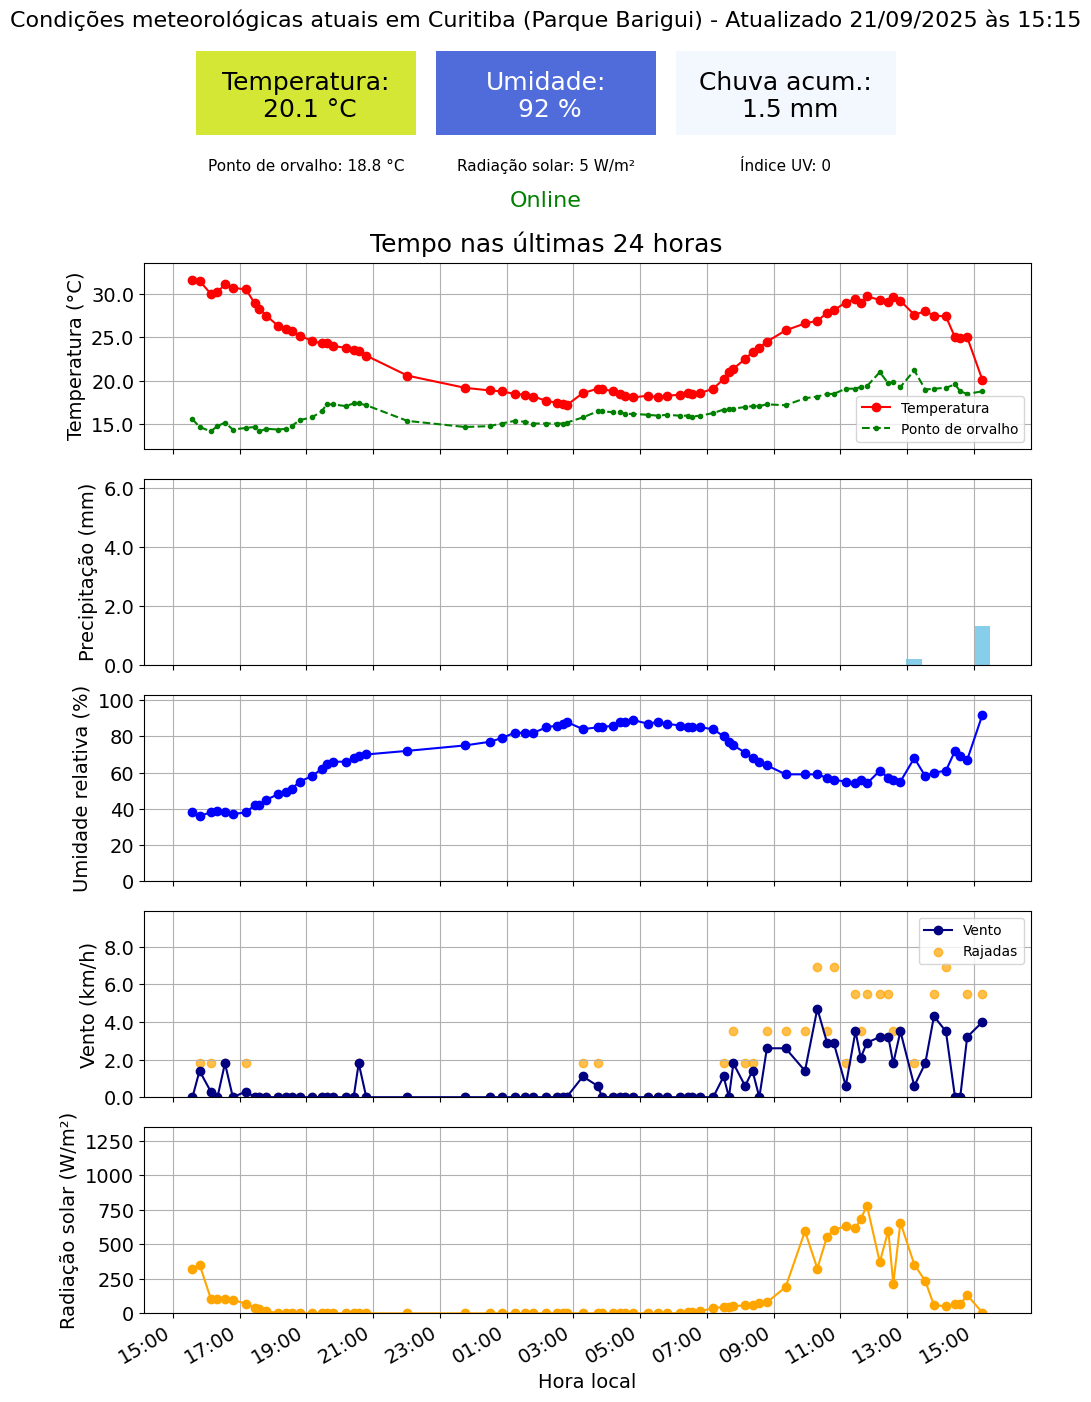 Condições meteorológicas atuais em Curitiba (Parque Barigui) - Atualizado 21/09/2025 às 15:15
Temperatura:
20.1 °C
Umidade:
92 %
Chuva acum.:
1.5 mm
Ponto de orvalho: 18.8 °C
Radiação solar: 5 W/m²
Índice UV: 0
Online
Tempo nas últimas 24 horas
Temperatura (°C)
30.0
25.0
20.0
15.0
Temperatura
Ponto de orvalho
Precipitação (mm)
6.0
4.0
2.0
0.0
Umidade relativa (%)
100
80
60
40
20
0
Vento (km/h)
8.0
6.0
4.0
2.0
0.0
Vento
Rajadas
Radiação solar (W/m²)
1250
1000
750
500
250
0
15:00
17:00
19:00
21:00
23:00
01:00
03:00
05:00
07:00
09:00
11:00
13:00
15:00
Hora local